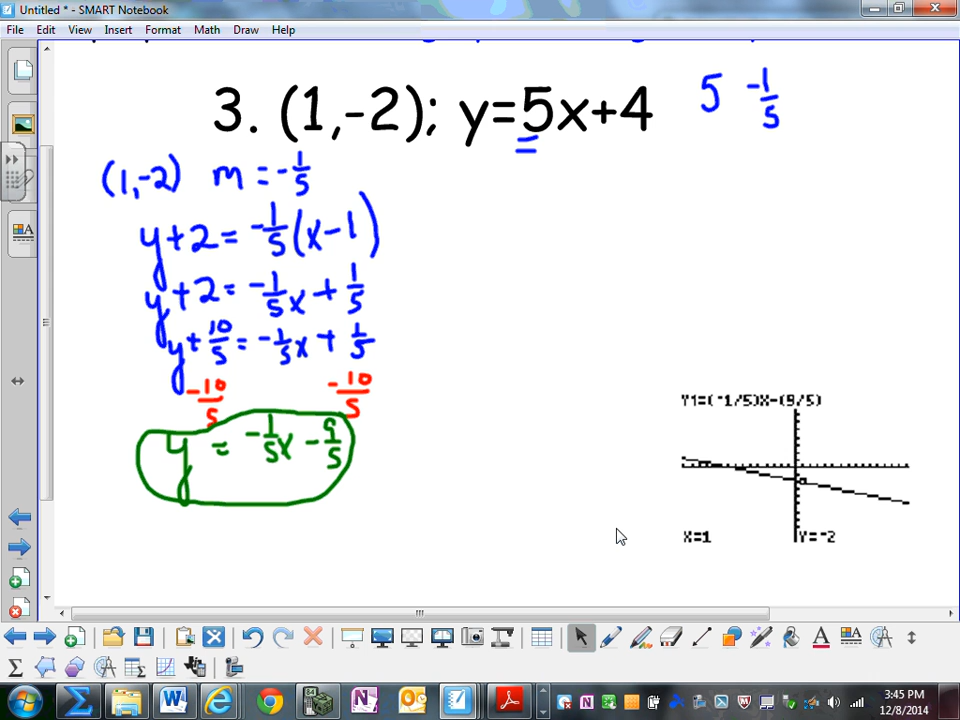 Untitled * - SMART Notebook
File Edit View Insert Format Math Draw Help
3. (1,-2); y=5x+4
5 -1/5
(1,-2) m = -1/5
y+2 = -1/5(x-1)
y+2 = -1/5x + 1/5
y+10/5 = -1/5x + 1/5
-10/5 -10/5
y = -1/5x - 9/5
Y1=(-1/5)X-(9/5)
X=1 Y=-2
3:45 PM
12/8/2014